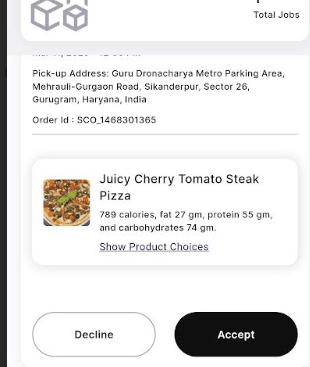 Total Jobs
Pick-up Address: Guru Dronacharya Metro Parking Area,
Mehrauli-Gurgaon Road, Sikanderpur, Sector 26,
Gurugram, Haryana, India
Order Id : SCO_1468301365
Juicy Cherry Tomato Steak
Pizza
789 calories, fat 27 gm, protein 55 gm,
and carbohydrates 74 gm.
Show Product Choices
Decline
Accept